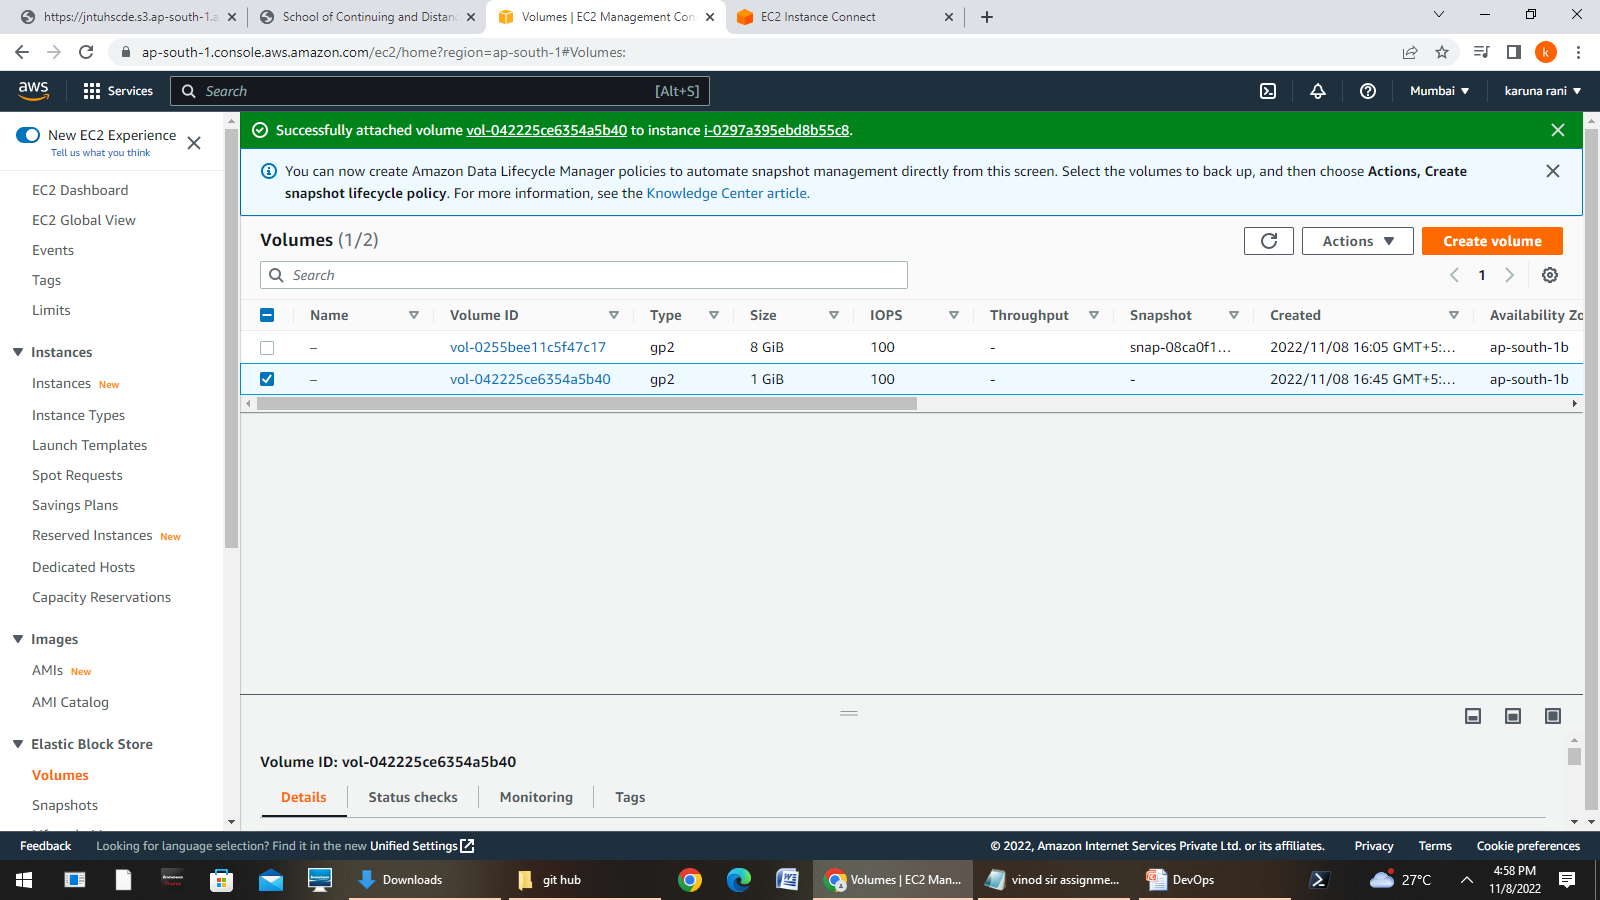 https://jntuhscde.s3.ap-south-1.a
School of Continuing and Distan
Volumes | EC2 Management Con
EC2 Instance Connect
ap-south-1.console.aws.amazon.com/ec2/home?region=ap-south-1#Volumes:
k
aws
Services
Search
[Alt+S]
Mumbai
karuna rani
New EC2 Experience
Tell us what you think
EC2 Dashboard
EC2 Global View
Events
Tags
Limits
Instances
Instances New
Instance Types
Launch Templates
Spot Requests
Savings Plans
Reserved Instances New
Dedicated Hosts
Capacity Reservations
Images
AMIs New
AMI Catalog
Elastic Block Store
Volumes
Snapshots
Successfully attached volume vol-042225ce6354a5b40 to instance i-0297a395ebd8b55c8.
You can now create Amazon Data Lifecycle Manager policies to automate snapshot management directly from this screen. Select the volumes to back up, and then choose Actions, Create
snapshot lifecycle policy. For more information, see the Knowledge Center article.
Volumes (1/2)
Actions
Create volume
Search
1
Name Volume ID Type Size IOPS Throughput Snapshot Created Availability Zo
– vol-0255bee11c5f47c17 gp2 8 GiB 100 - snap-08ca0f1... 2022/11/08 16:05 GMT+5:... ap-south-1b
– vol-042225ce6354a5b40 gp2 1 GiB 100 - - 2022/11/08 16:45 GMT+5:... ap-south-1b
Volume ID: vol-042225ce6354a5b40
Details
Status checks
Monitoring
Tags
Feedback
Looking for language selection? Find it in the new Unified Settings
© 2022, Amazon Internet Services Private Ltd. or its affiliates.
Privacy
Terms
Cookie preferences
Downloads
git hub
Volumes | EC2 Man...
vinod sir assignme...
DevOps
27°C
4:58 PM
11/8/2022